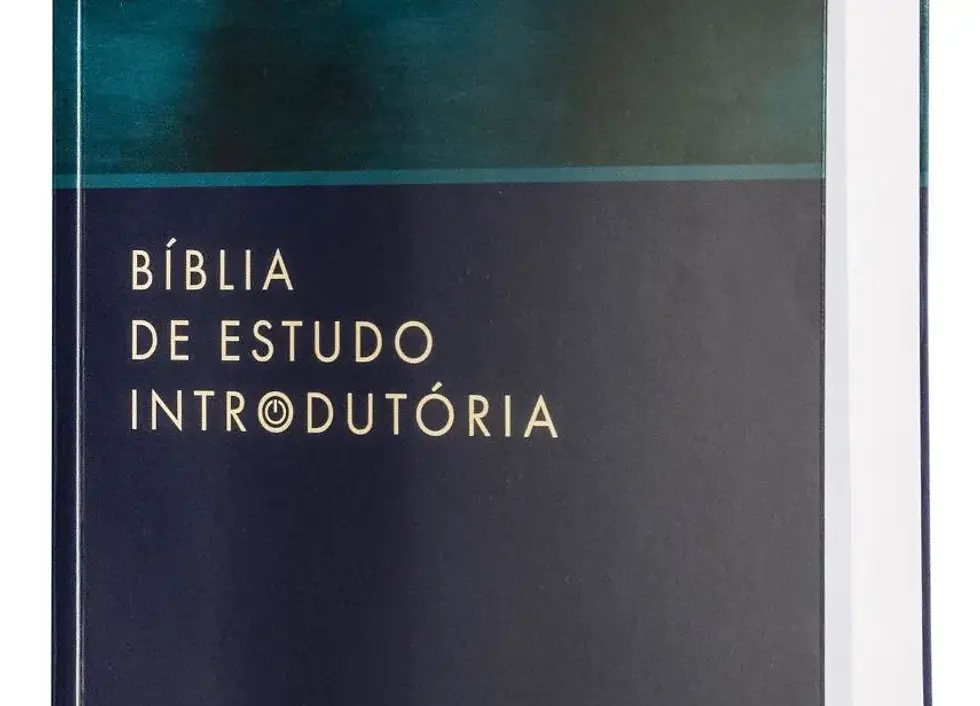 BÍBLIA
DE ESTUDO
INTRODUTÓRIA